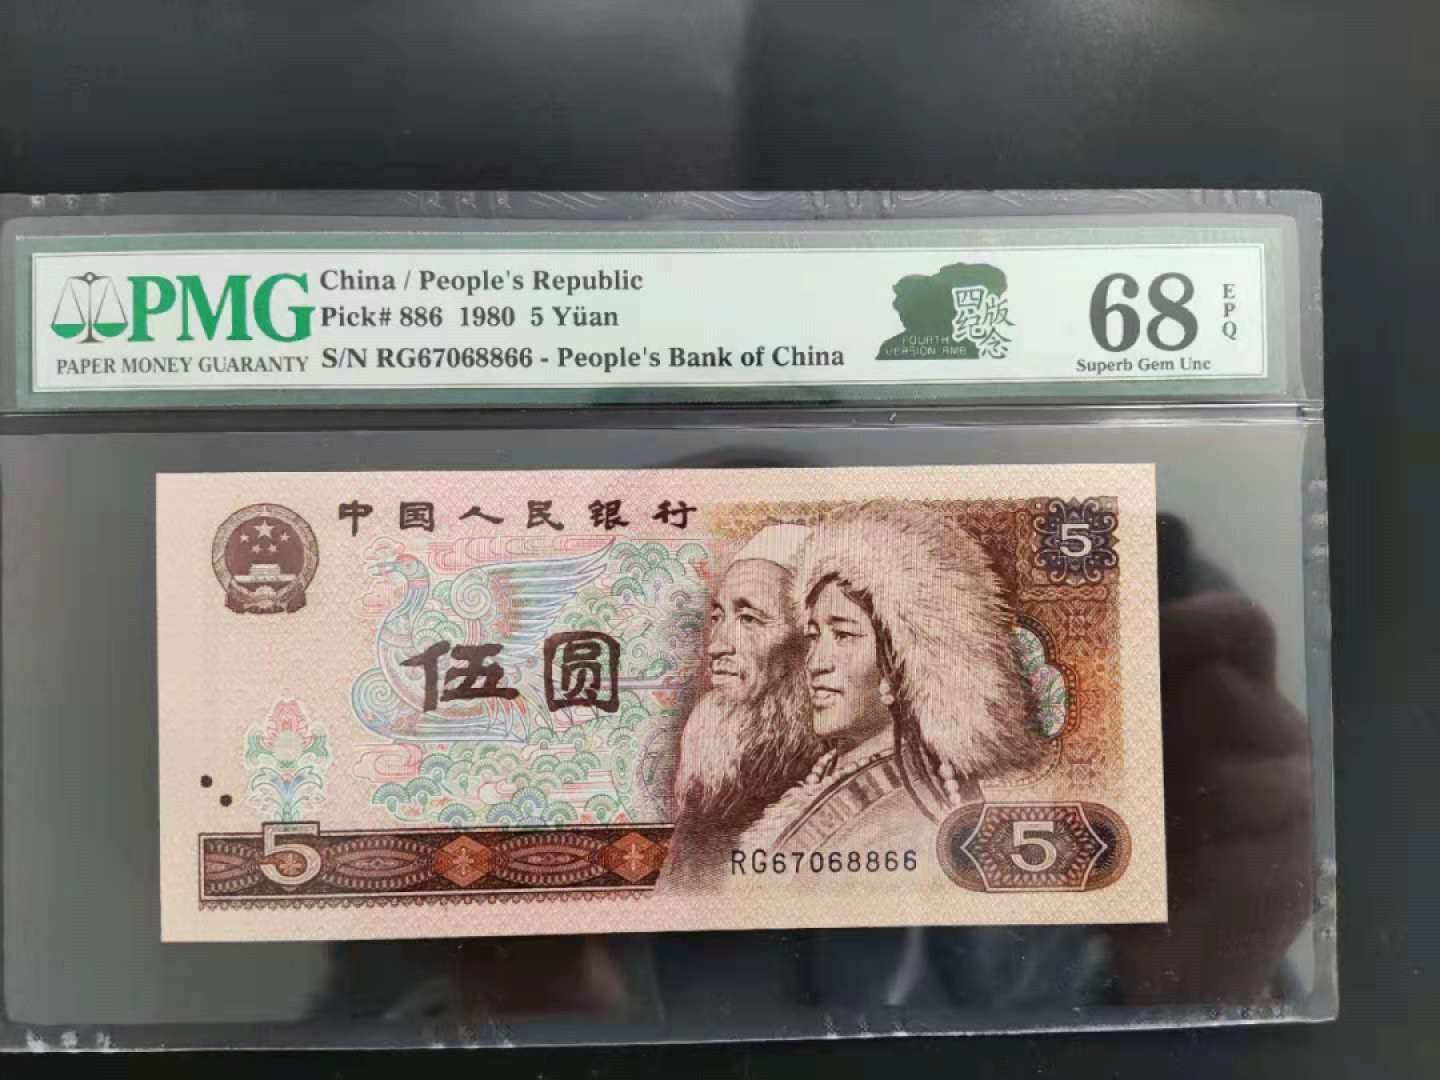 PMG
PAPER MONEY GUARANTY
China / People's Republic
Pick# 886 1980 5 Yüan
S/N RG67068866 - People's Bank of China
FOURTH
VERSION RMB
四版
纪念
68
EPQ
Superb Gem Unc
中国人民银行
5
伍圆
5
RG67068866
5